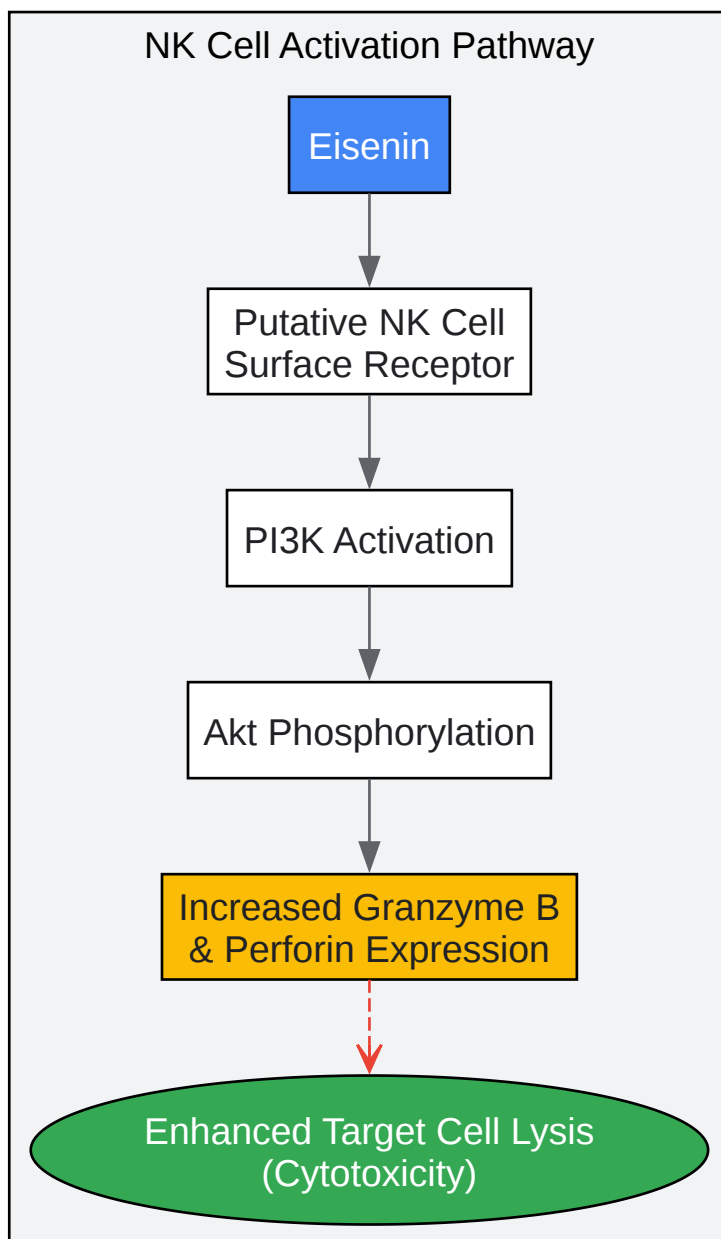 NK Cell Activation Pathway
Eisenin
Putative NK Cell
Surface Receptor
PI3K Activation
Akt Phosphorylation
Increased Granzyme B
& Perforin Expression
Enhanced Target Cell Lysis
(Cytotoxicity)